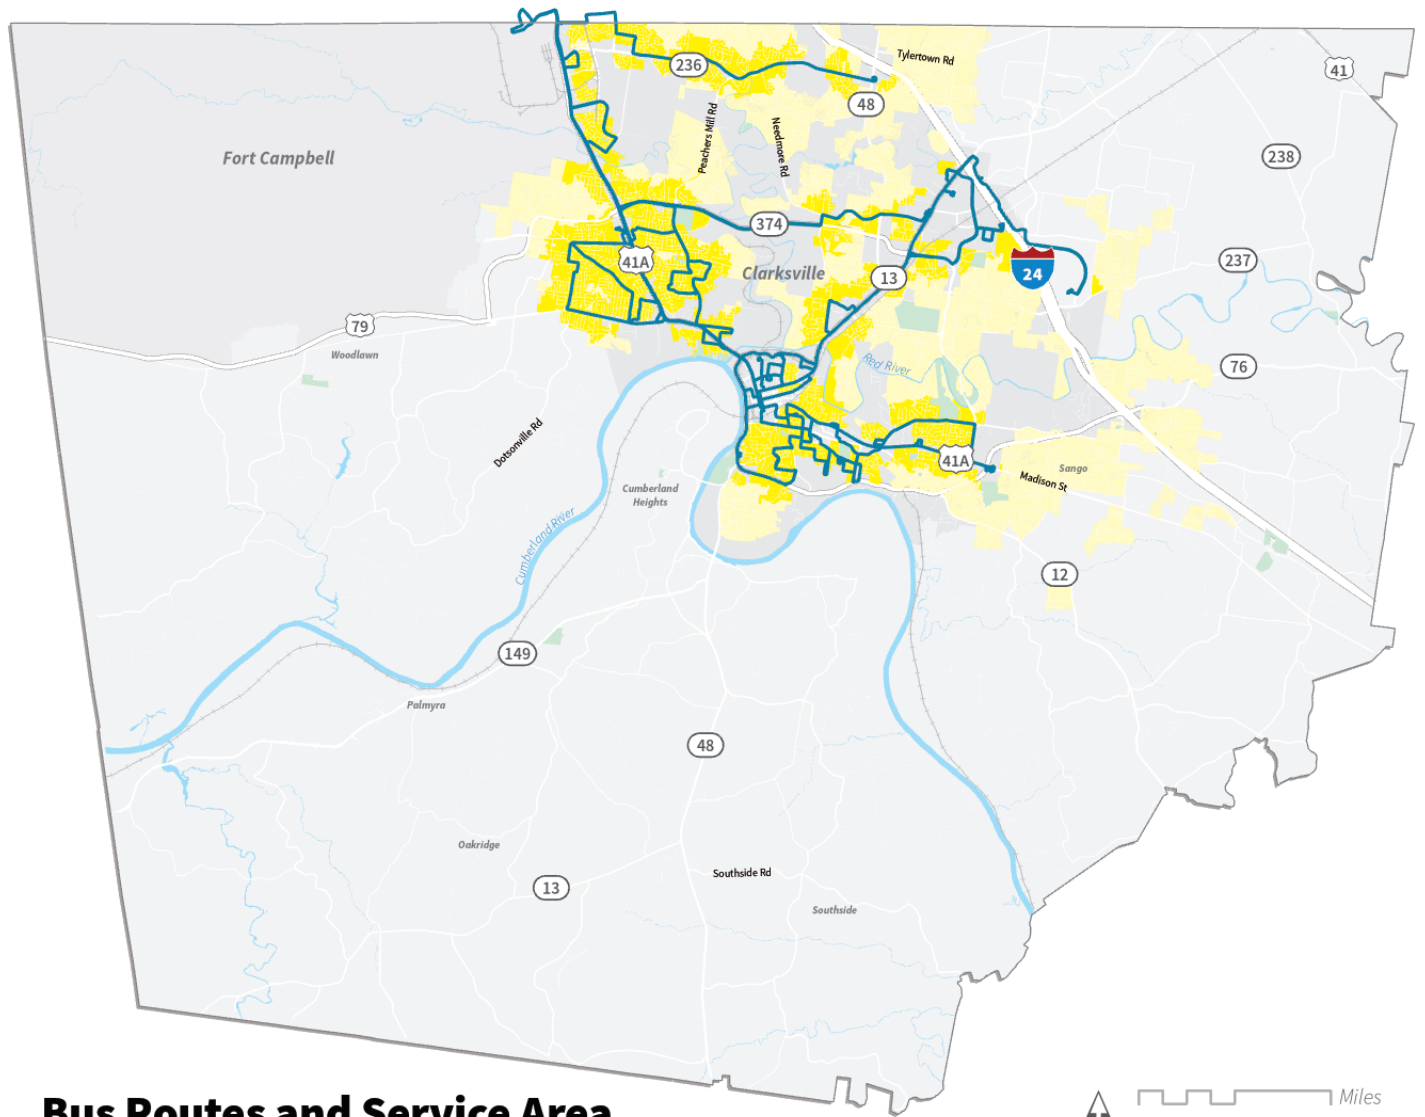 Tylertown Rd
41
236
48
Peachers Mill Rd
Needmore Rd
Fort Campbell
238
374
41A
Clarksville
13
24
237
79
Woodlawn
Red River
76
Dotsonville Rd
41A
Sango
Madison St
Cumberland
Heights
Cumberland River
12
149
Palmyra
48
Oakridge
Southside Rd
13
Southside
Bus Routes and Service Area
Miles